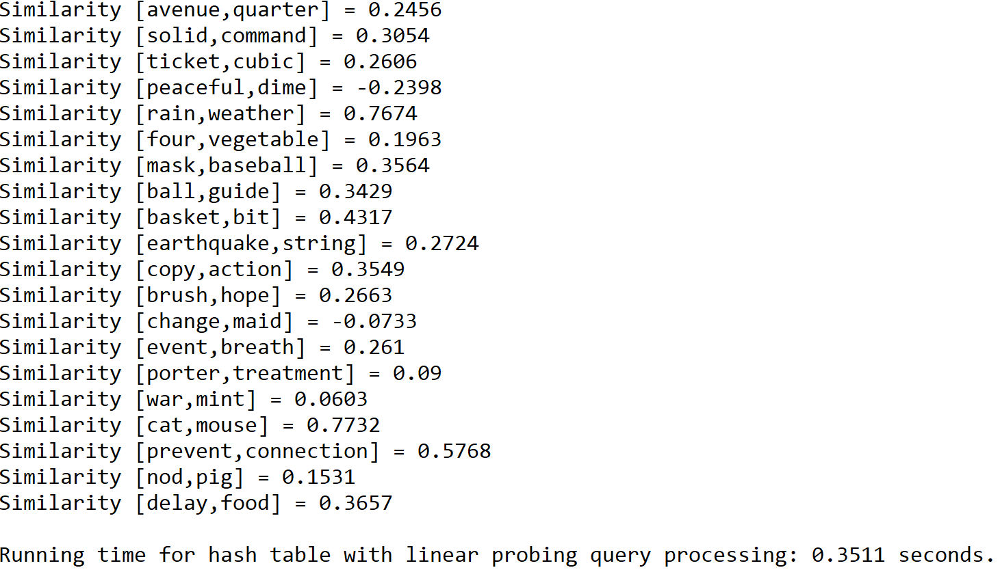 Similarity [avenue,quarter] = 0.2456
Similarity [solid,command] = 0.3054
Similarity [ticket,cubic] = 0.2606
Similarity [peaceful,dime] = -0.2398
Similarity [rain,weather] = 0.7674
Similarity [four,vegetable] = 0.1963
Similarity [mask,baseball] = 0.3564
Similarity [ball,guide] = 0.3429
Similarity [basket,bit] = 0.4317
Similarity [earthquake,string] = 0.2724
Similarity [copy,action] = 0.3549
Similarity [brush,hope] = 0.2663
Similarity [change,maid] = -0.0733
Similarity [event,breath] = 0.261
Similarity [porter,treatment] = 0.09
Similarity [war,mint] = 0.0603
Similarity [cat,mouse] = 0.7732
Similarity [prevent,connection] = 0.5768
Similarity [nod,pig] = 0.1531
Similarity [delay,food] = 0.3657
Running time for hash table with linear probing query processing: 0.3511 seconds.